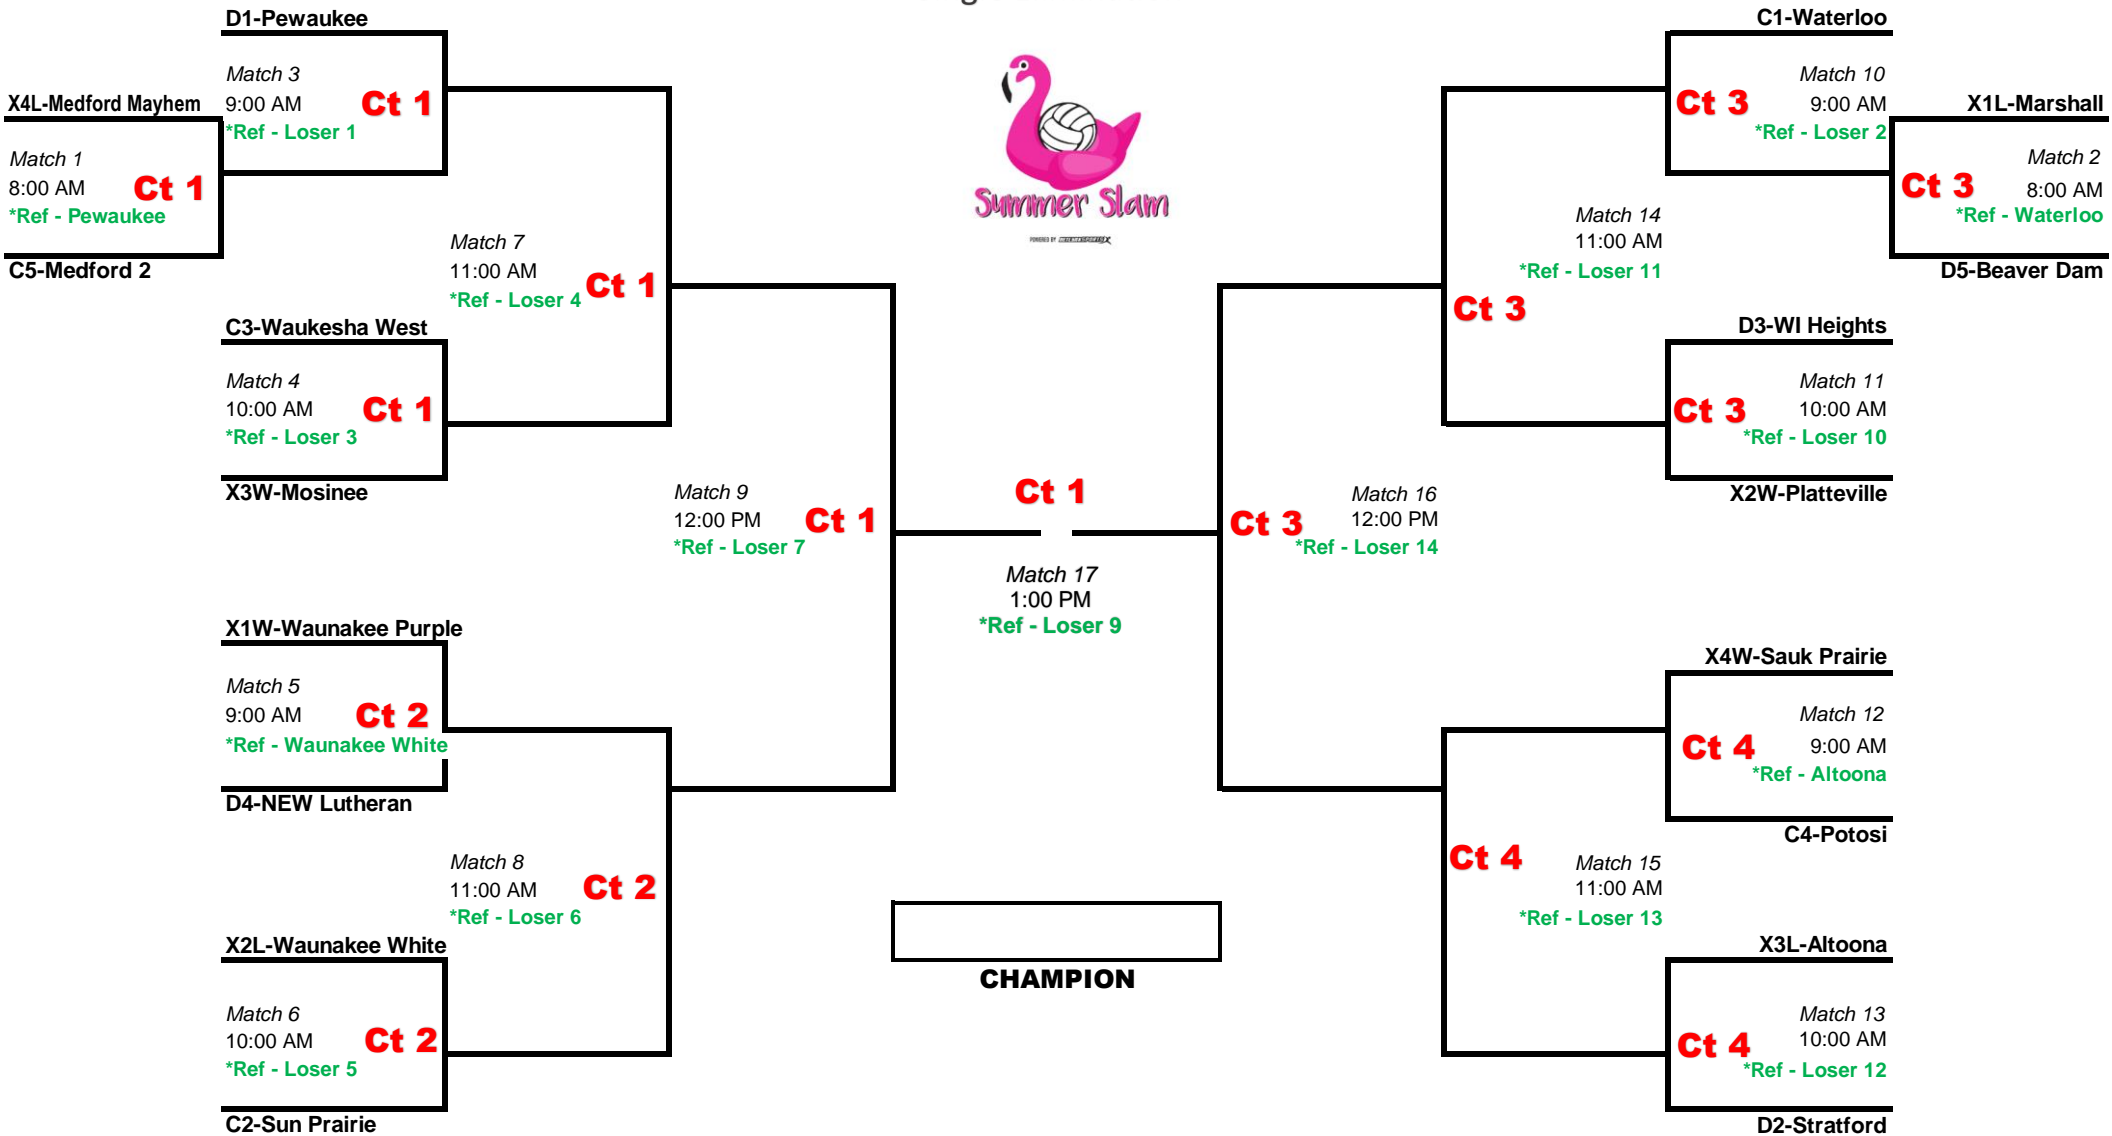 D1-Pewaukee
Match 3
9:00 AM
Ct 1
*Ref - Loser 1
X4L-Medford Mayhem
Match 1
8:00 AM
Ct 1
*Ref - Pewaukee
C5-Medford 2
Match 7
11:00 AM
Ct 1
*Ref - Loser 4
C3-Waukesha West
Match 4
10:00 AM
Ct 1
*Ref - Loser 3
X3W-Mosinee
Match 9
12:00 PM
Ct 1
*Ref - Loser 7
X1W-Waunakee Purple
Match 5
9:00 AM
Ct 2
*Ref - Waunakee White
D4-NEW Lutheran
Match 8
11:00 AM
Ct 2
*Ref - Loser 6
X2L-Waunakee White
Match 6
10:00 AM
Ct 2
*Ref - Loser 5
C2-Sun Prairie
Summer Slam
POWERED BY
Ct 1
Match 17
1:00 PM
*Ref - Loser 9
CHAMPION
C1-Waterloo
Match 10
Ct 3
9:00 AM
*Ref - Loser 2
X1L-Marshall
Match 2
Ct 3
8:00 AM
*Ref - Waterloo
D5-Beaver Dam
Match 14
11:00 AM
*Ref - Loser 11
Ct 3
D3-WI Heights
Match 11
Ct 3
10:00 AM
*Ref - Loser 10
X2W-Platteville
Match 16
Ct 3
12:00 PM
*Ref - Loser 14
X4W-Sauk Prairie
Match 12
Ct 4
9:00 AM
*Ref - Altoona
C4-Potosi
Ct 4
Match 15
11:00 AM
*Ref - Loser 13
X3L-Altoona
Match 13
Ct 4
10:00 AM
*Ref - Loser 12
D2-Stratford